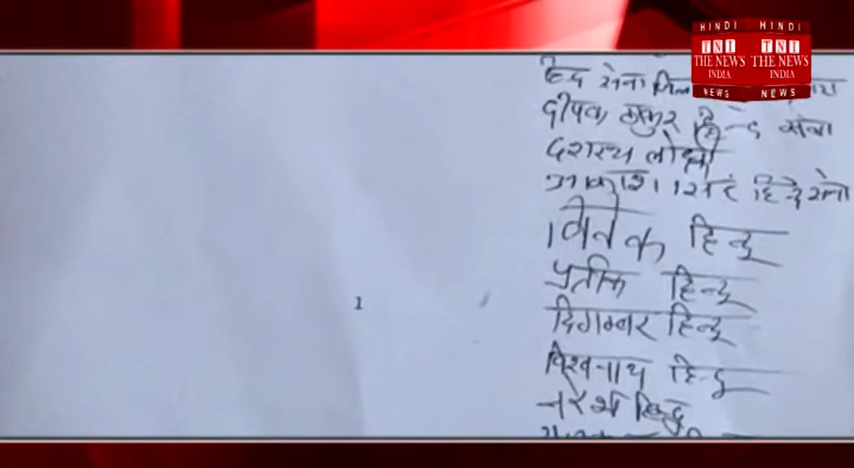 HINDI HINDI
TNI TNI
THE NEWS THE NEWS
INDIA INDIA
NEWS NEWS
हिन्द सेना
दीपक ठाकुर हिन्द सेना
दशरथ लोधी
आकाश हिन्द सेना
विवेक हिन्दू
प्रतीक हिन्दू
दिगम्बर हिन्दू
विश्वनाथ हिन्दू
नरेश हिन्दू
1